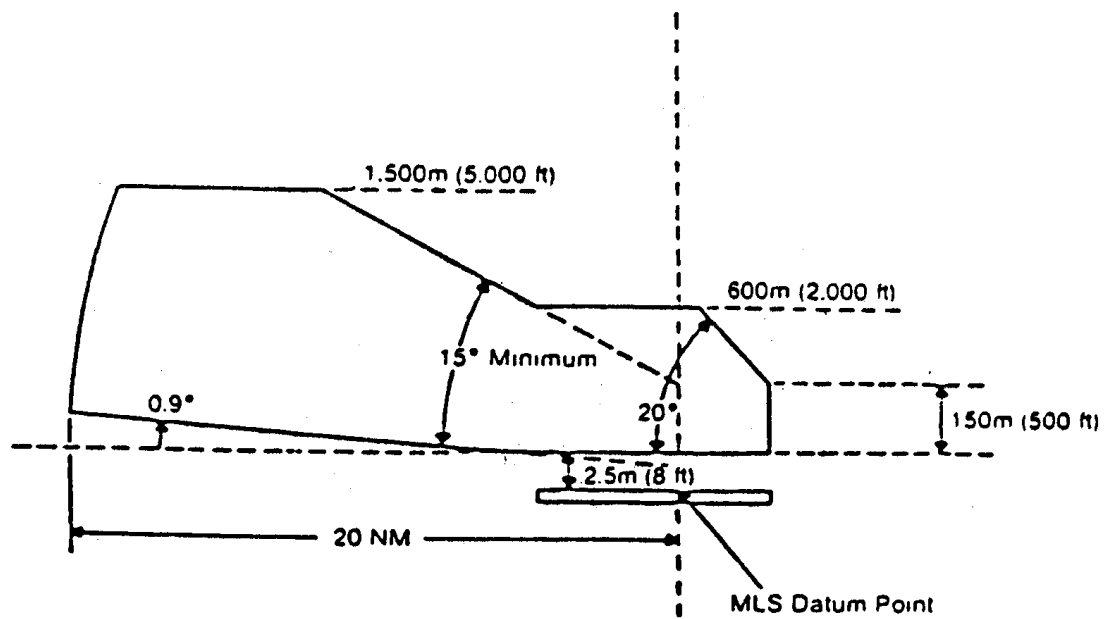 1.500m (5.000 ft)
600m (2.000 ft)
15° Minimum
0.9°
20°
150m (500 ft)
2.5m (8 ft)
20 NM
MLS Datum Point